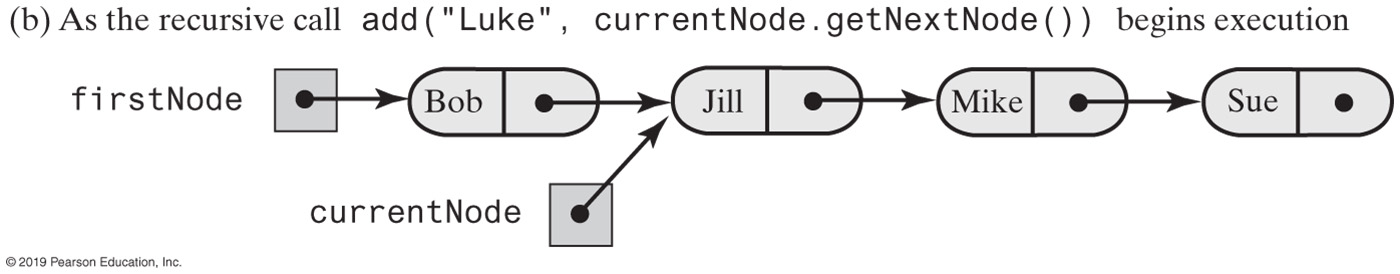 (b) As the recursive call add("Luke", currentNode.getNextNode()) begins execution
firstNode Bob Jill Mike Sue
currentNode
© 2019 Pearson Education, Inc.